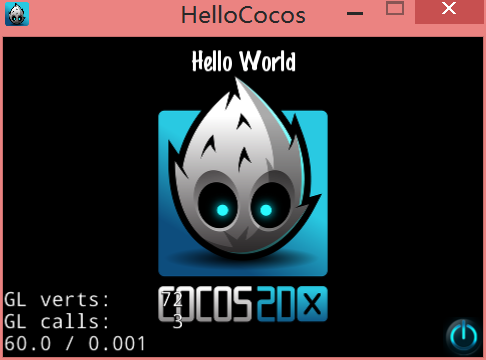 HelloCocos
Hello World
COCOS2DX
GL verts: 72
GL calls: 3
60.0 / 0.001